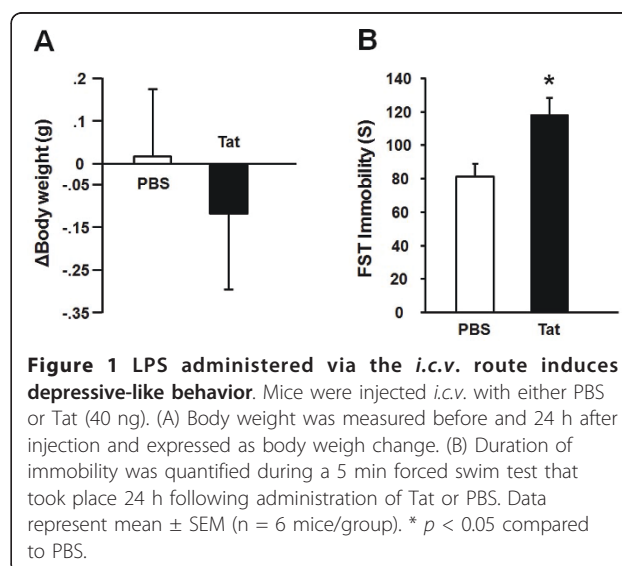 A
B
.2
.1
0
-.05
-.15
-.25
-.35
ΔBody weight (g)
PBS
Tat
140
120
100
80
60
40
20
0
FST Immobility (S)
*
PBS
Tat
Figure 1 LPS administered via the i.c.v. route induces
depressive-like behavior. Mice were injected i.c.v. with either PBS
or Tat (40 ng). (A) Body weight was measured before and 24 h after
injection and expressed as body weigh change. (B) Duration of
immobility was quantified during a 5 min forced swim test that
took place 24 h following administration of Tat or PBS. Data
represent mean ± SEM (n = 6 mice/group). * p < 0.05 compared
to PBS.